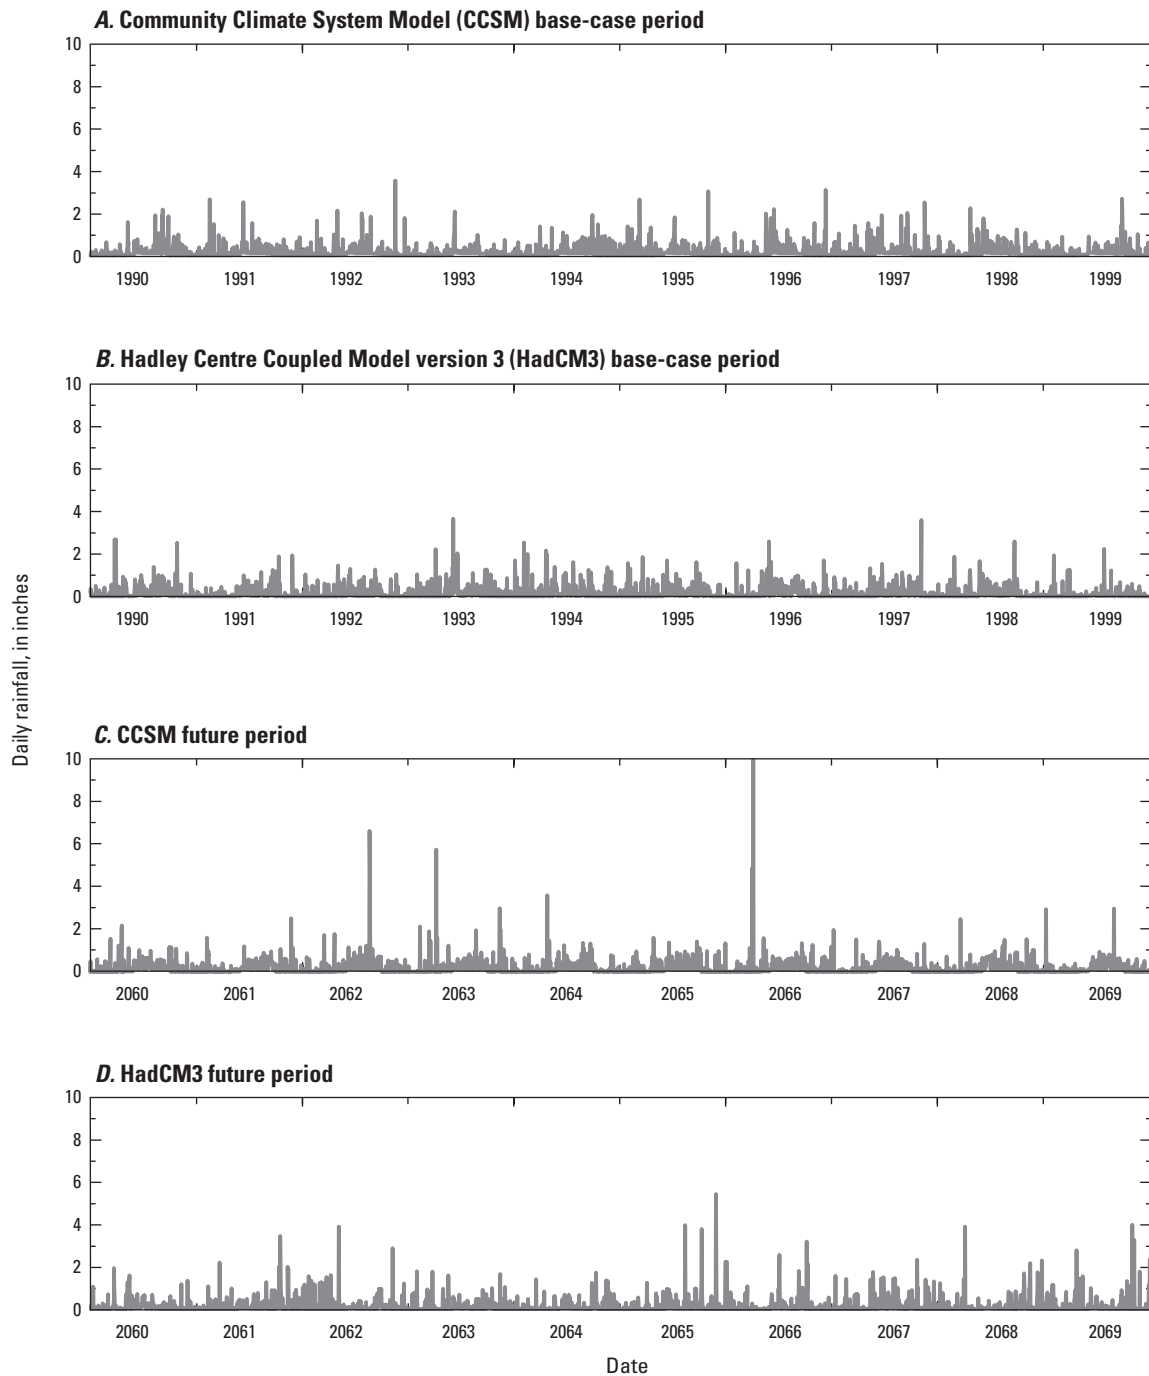 A. Community Climate System Model (CCSM) base-case period
10
8
6
4
2
0
1990 1991 1992 1993 1994 1995 1996 1997 1998 1999
B. Hadley Centre Coupled Model version 3 (HadCM3) base-case period
10
8
6
4
2
0
1990 1991 1992 1993 1994 1995 1996 1997 1998 1999
Daily rainfall, in inches
C. CCSM future period
10
8
6
4
2
0
2060 2061 2062 2063 2064 2065 2066 2067 2068 2069
D. HadCM3 future period
10
8
6
4
2
0
2060 2061 2062 2063 2064 2065 2066 2067 2068 2069
Date